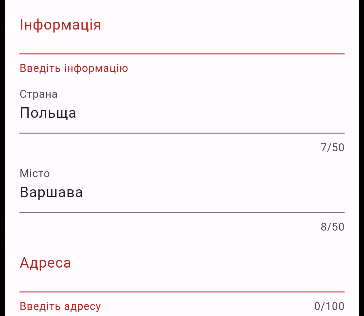 Інформація
Введіть інформацію
Страна
Польща
7/50
Місто
Варшава
8/50
Адреса
Введіть адресу 0/100